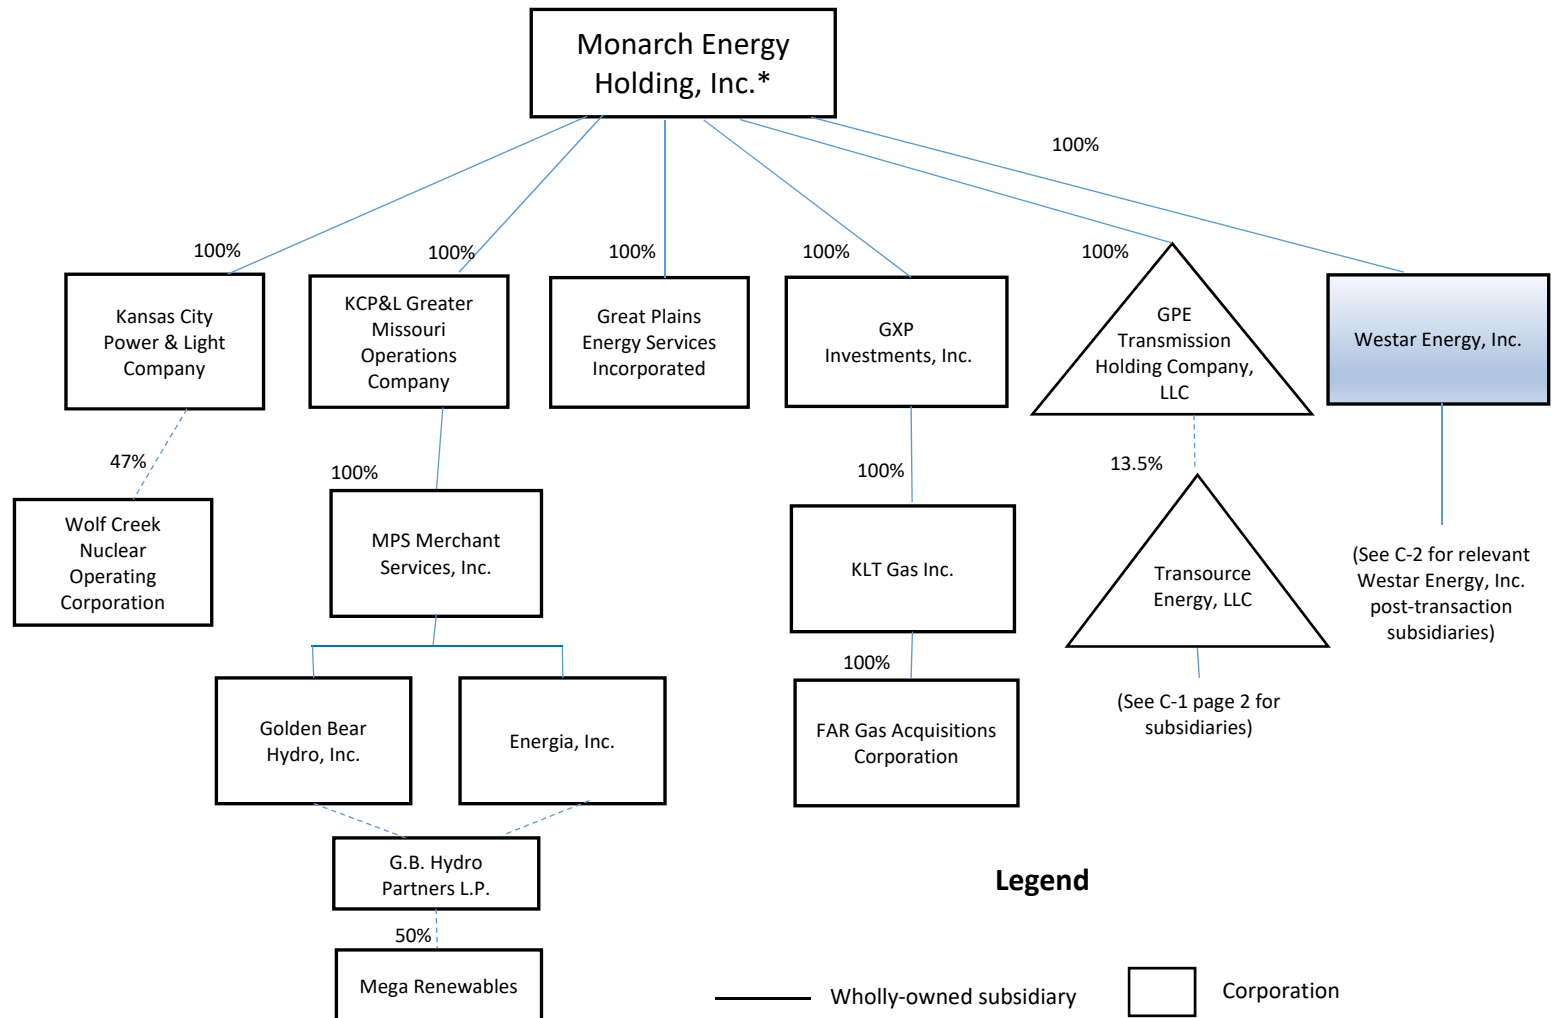 Monarch Energy
Holding, Inc.*
100%
100%
100%
100%
100%
100%
Kansas City
Power & Light
Company
KCP&L Greater
Missouri
Operations
Company
Great Plains
Energy Services
Incorporated
GXP
Investments, Inc.
GPE
Transmission
Holding Company,
LLC
Westar Energy, Inc.
47%
100%
100%
13.5%
Wolf Creek
Nuclear
Operating
Corporation
MPS Merchant
Services, Inc.
KLT Gas Inc.
Transource
Energy, LLC
(See C-2 for relevant
Westar Energy, Inc.
post-transaction
subsidiaries)
100%
Golden Bear
Hydro, Inc.
Energia, Inc.
FAR Gas Acquisitions
Corporation
(See C-1 page 2 for
subsidiaries)
G.B. Hydro
Partners L.P.
50%
Mega Renewables
Legend
Wholly-owned subsidiary
Corporation